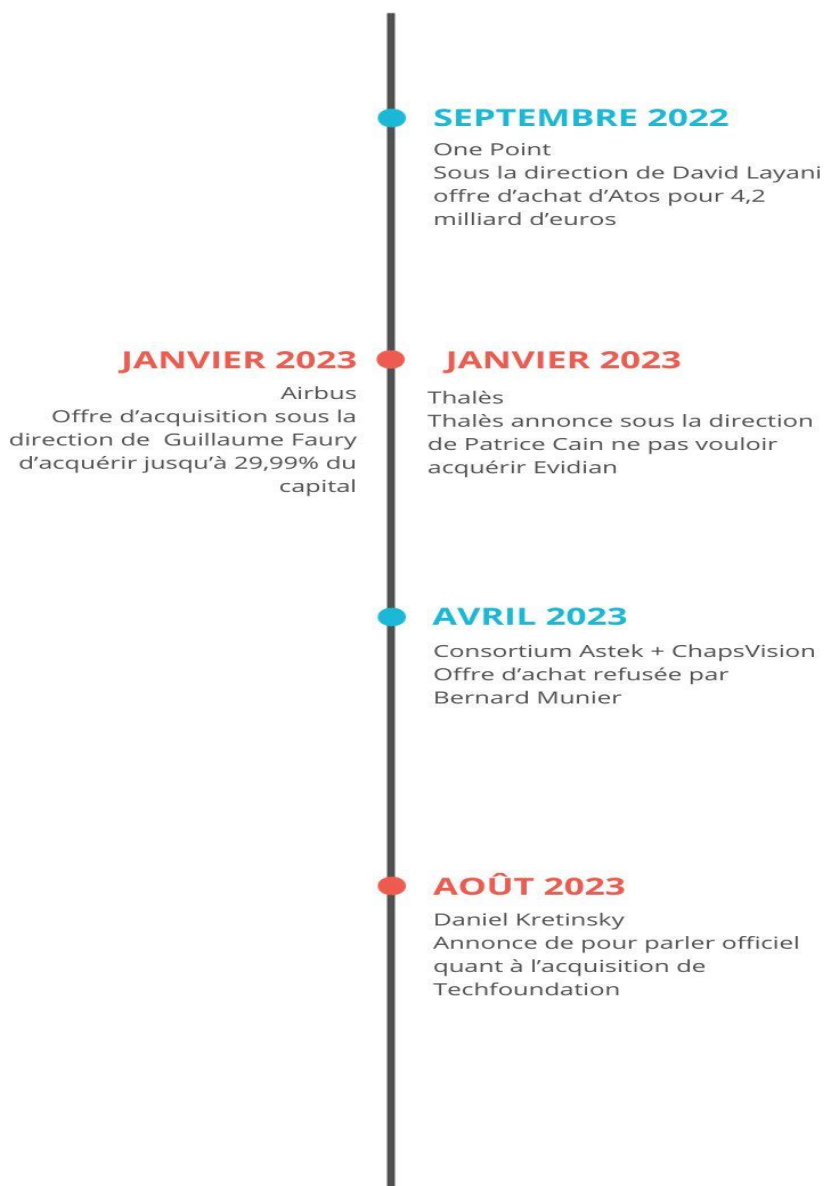 SEPTEMBRE 2022
One Point
Sous la direction de David Layani
offre d'achat d'Atos pour 4,2
milliard d'euros
JANVIER 2023
Airbus
Offre d'acquisition sous la
direction de  Guillaume Faury
d'acquérir jusqu'à 29,99% du
capital
JANVIER 2023
Thalès
Thalès annonce sous la direction
de Patrice Cain ne pas vouloir
acquérir Evidian
AVRIL 2023
Consortium Astek + ChapsVision
Offre d'achat refusée par
Bernard Munier
AOÛT 2023
Daniel Kretinsky
Annonce de pour parler officiel
quant à l'acquisition de
Techfoundation